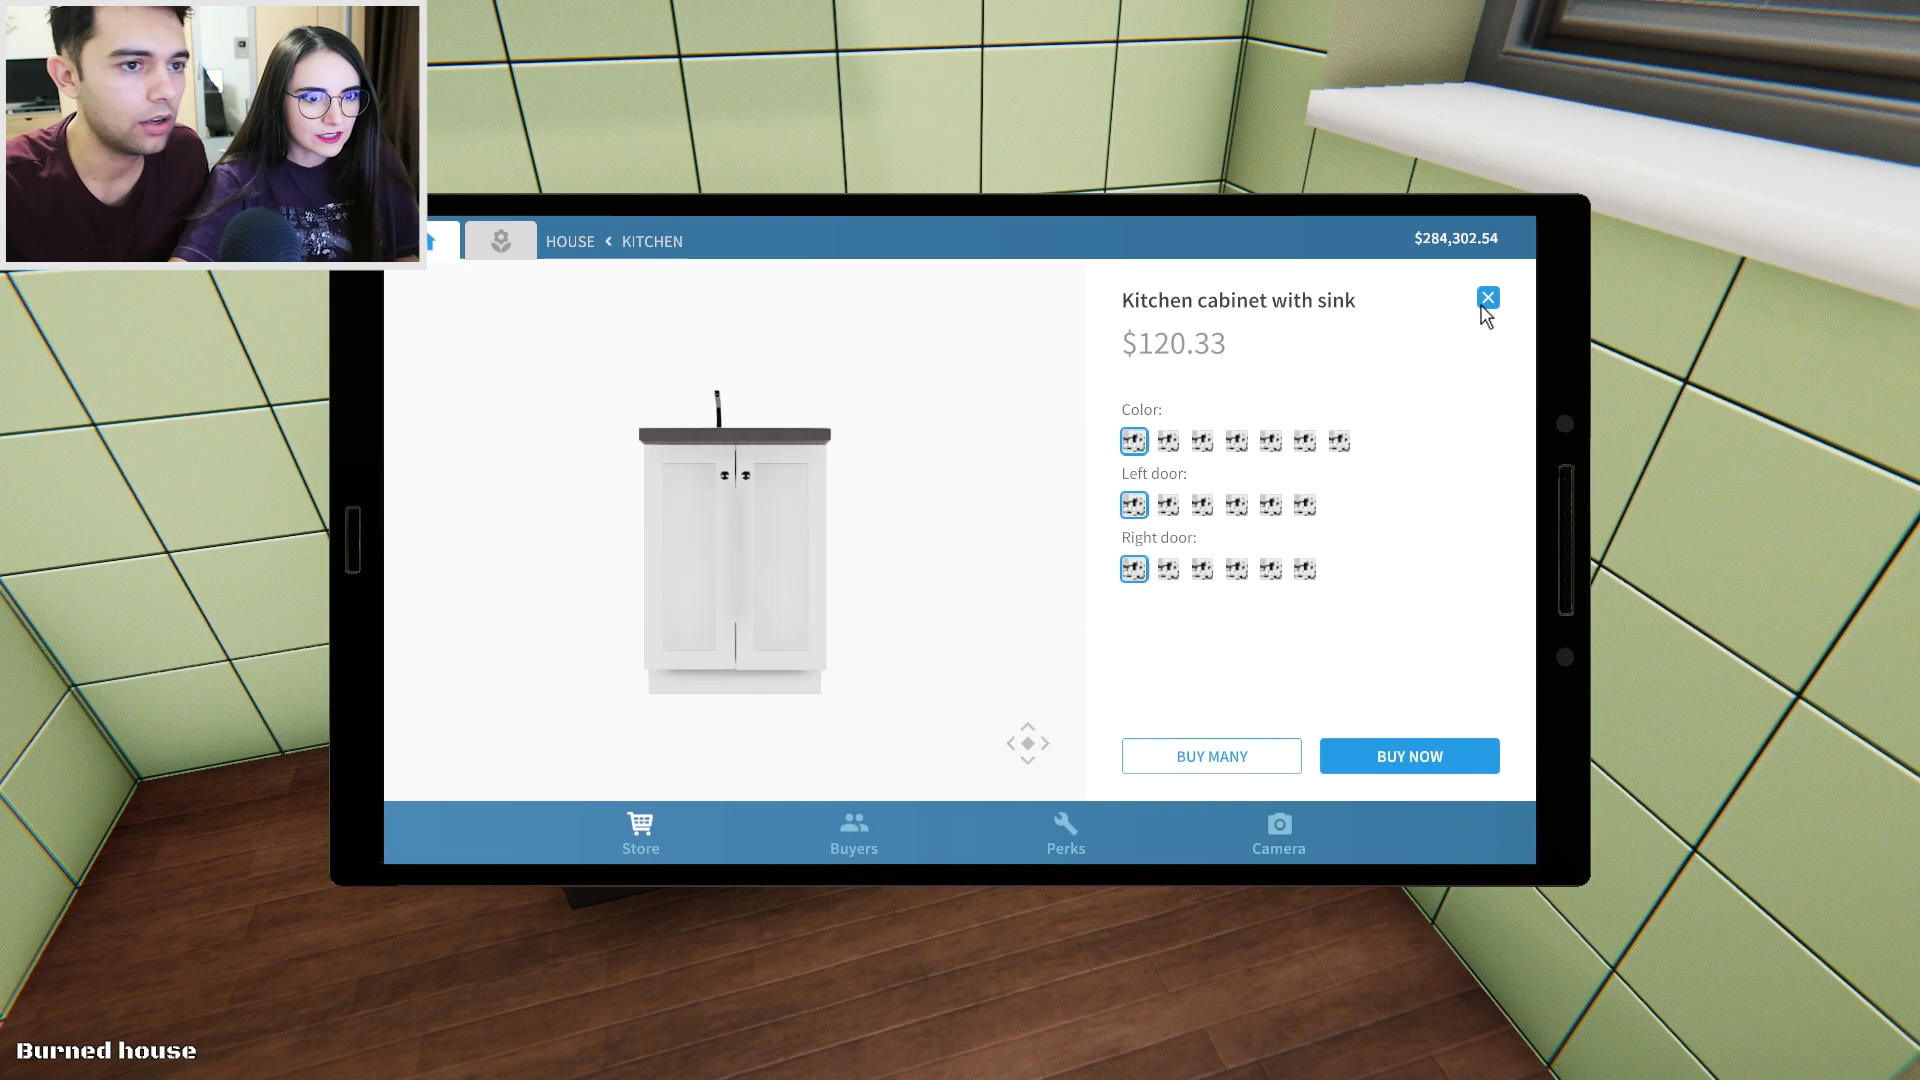 HOUSE < KITCHEN
$284,302.54
Kitchen cabinet with sink
$120.33
Color:
Left door:
Right door:
BUY MANY
BUY NOW
Store
Buyers
Perks
Camera
Burned house